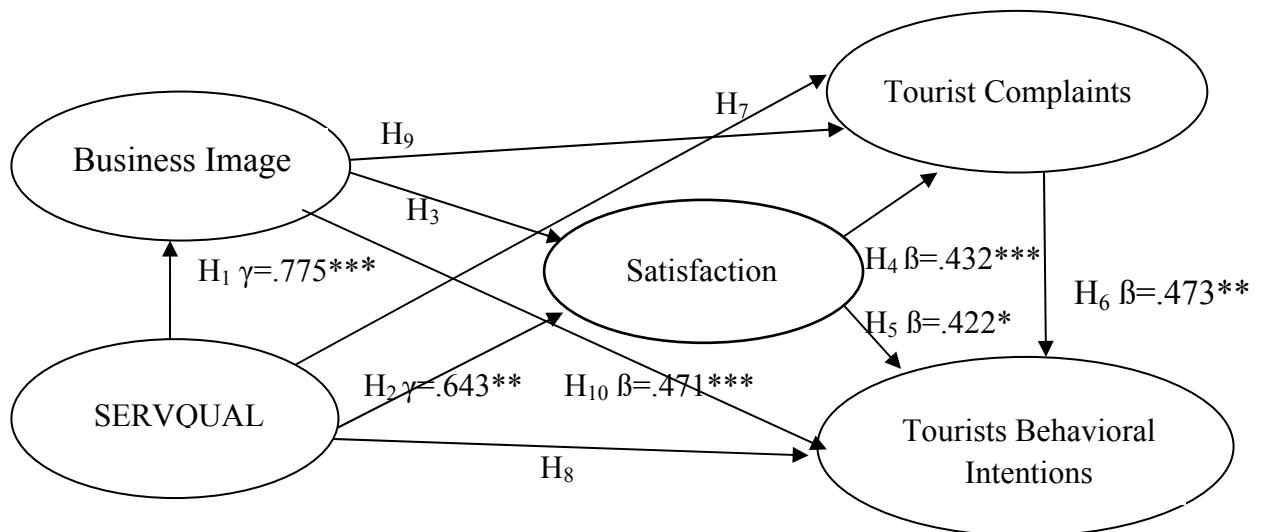 Tourist Complaints
H7
H9
Business Image
H3
H1 γ=.775***
Satisfaction
H4 ß=.432***
H6 ß=.473**
H5 ß=.422*
H2 γ=.643**
H10 ß=.471***
SERVQUAL
Tourists Behavioral
Intentions
H8